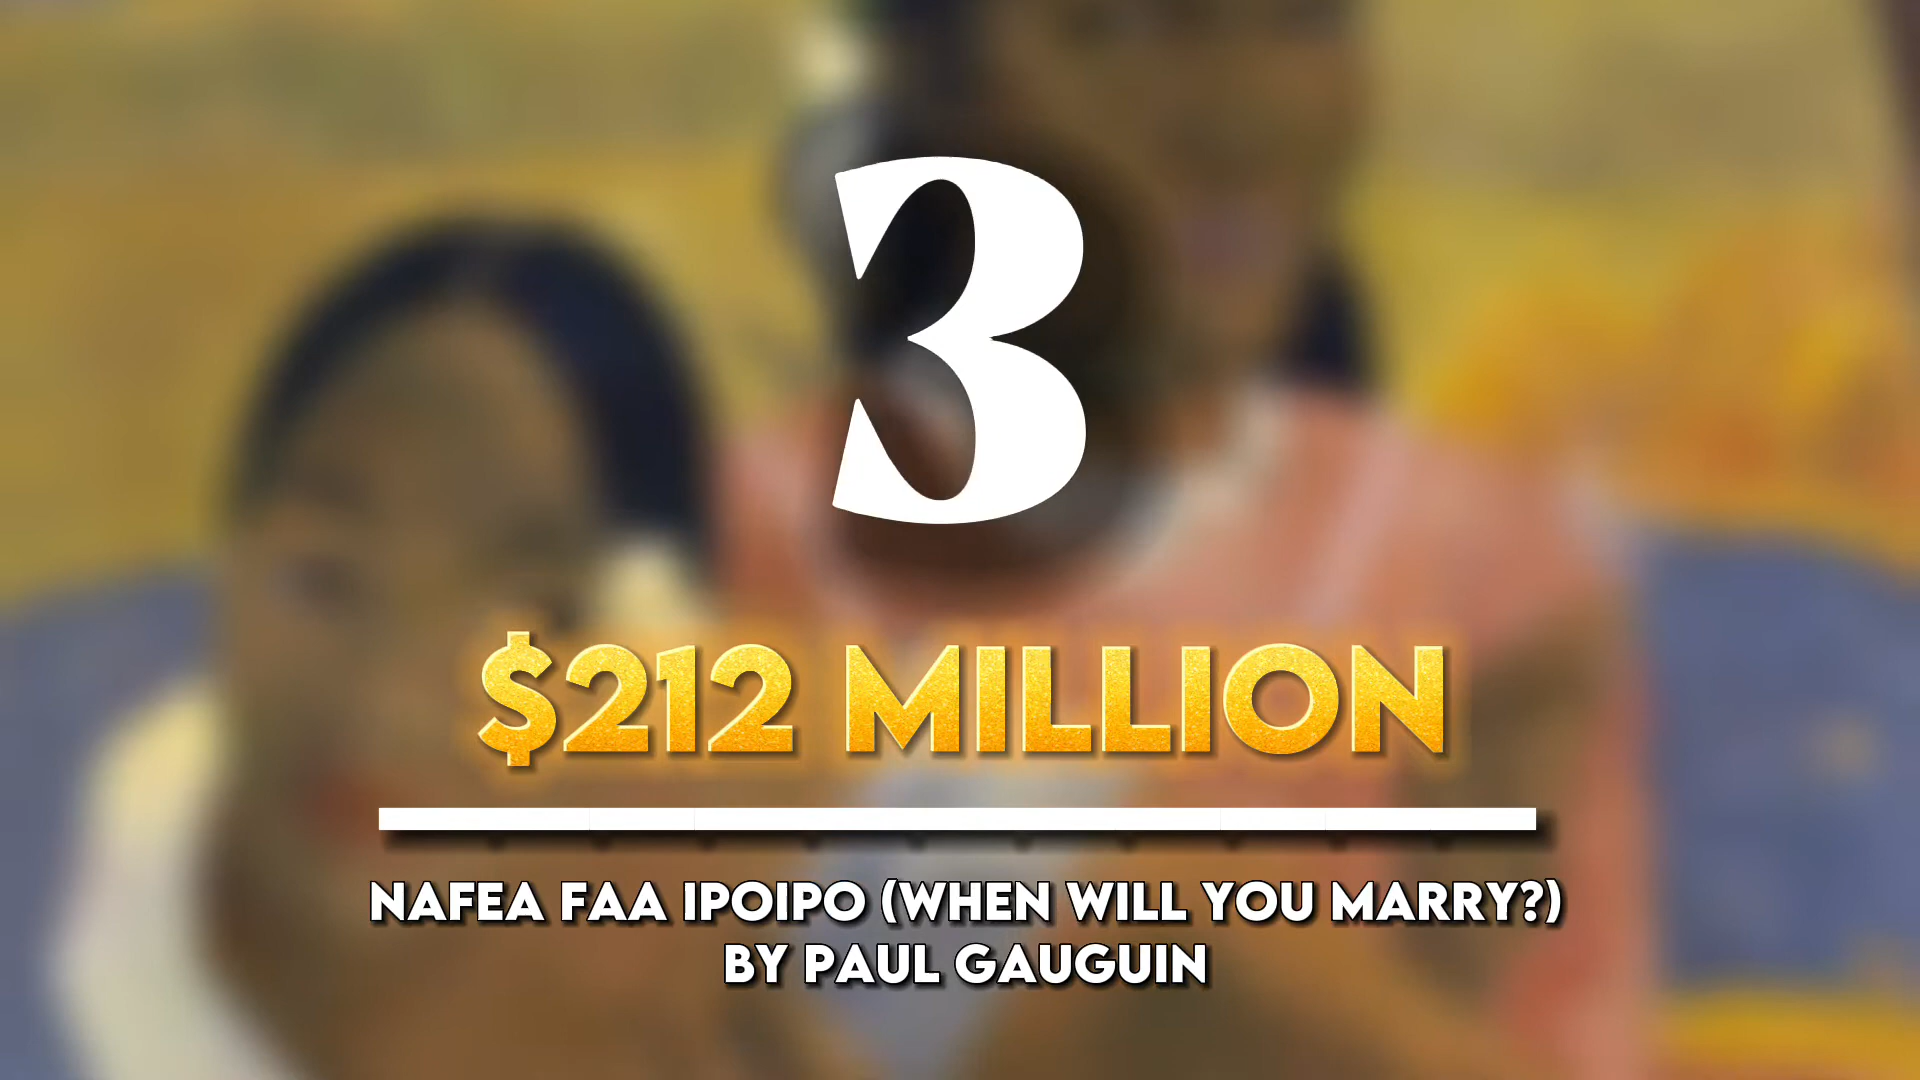 3
$212 MILLION
NAFEA FAA IPOIPO (WHEN WILL YOU MARRY?)
BY PAUL GAUGUIN